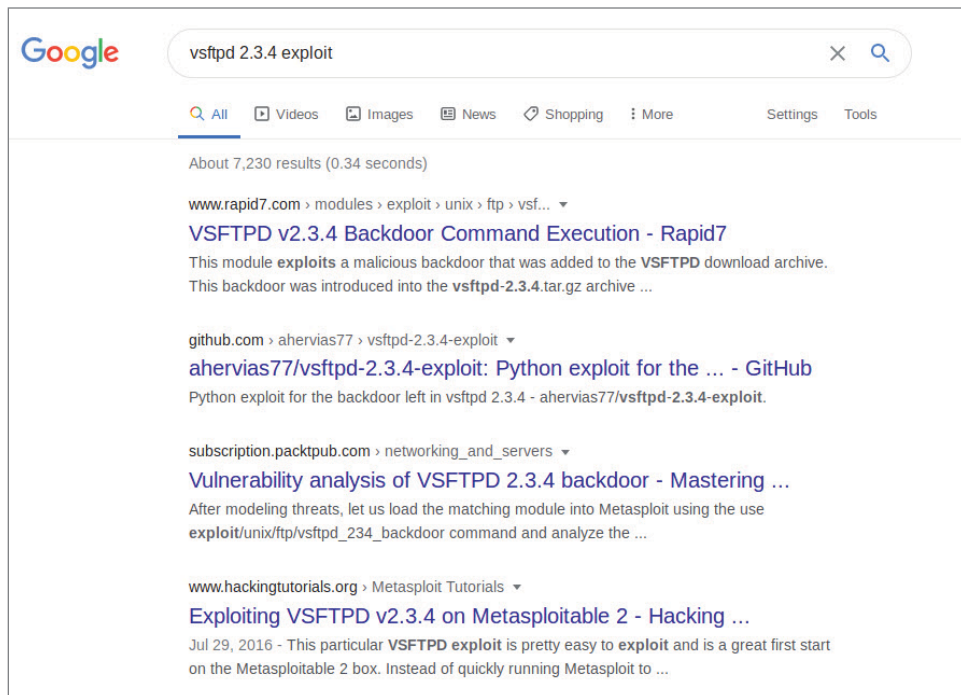 Google
vsftpd 2.3.4 exploit
All Videos Images News Shopping More Settings Tools
About 7,230 results (0.34 seconds)
www.rapid7.com › modules › exploit › unix › ftp › vsf...
VSFTPD v2.3.4 Backdoor Command Execution - Rapid7
This module exploits a malicious backdoor that was added to the VSFTPD download archive.
This backdoor was introduced into the vsftpd-2.3.4.tar.gz archive ...
github.com › ahervias77 › vsftpd-2.3.4-exploit
ahervias77/vsftpd-2.3.4-exploit: Python exploit for the ... - GitHub
Python exploit for the backdoor left in vsftpd 2.3.4 - ahervias77/vsftpd-2.3.4-exploit.
subscription.packtpub.com › networking_and_servers
Vulnerability analysis of VSFTPD 2.3.4 backdoor - Mastering ...
After modeling threats, let us load the matching module into Metasploit using the use
exploit/unix/ftp/vsftpd_234_backdoor command and analyze the ...
www.hackingtutorials.org › Metasploit Tutorials
Exploiting VSFTPD v2.3.4 on Metasploitable 2 - Hacking ...
Jul 29, 2016 - This particular VSFTPD exploit is pretty easy to exploit and is a great first start
on the Metasploitable 2 box. Instead of quickly running Metasploit to ...